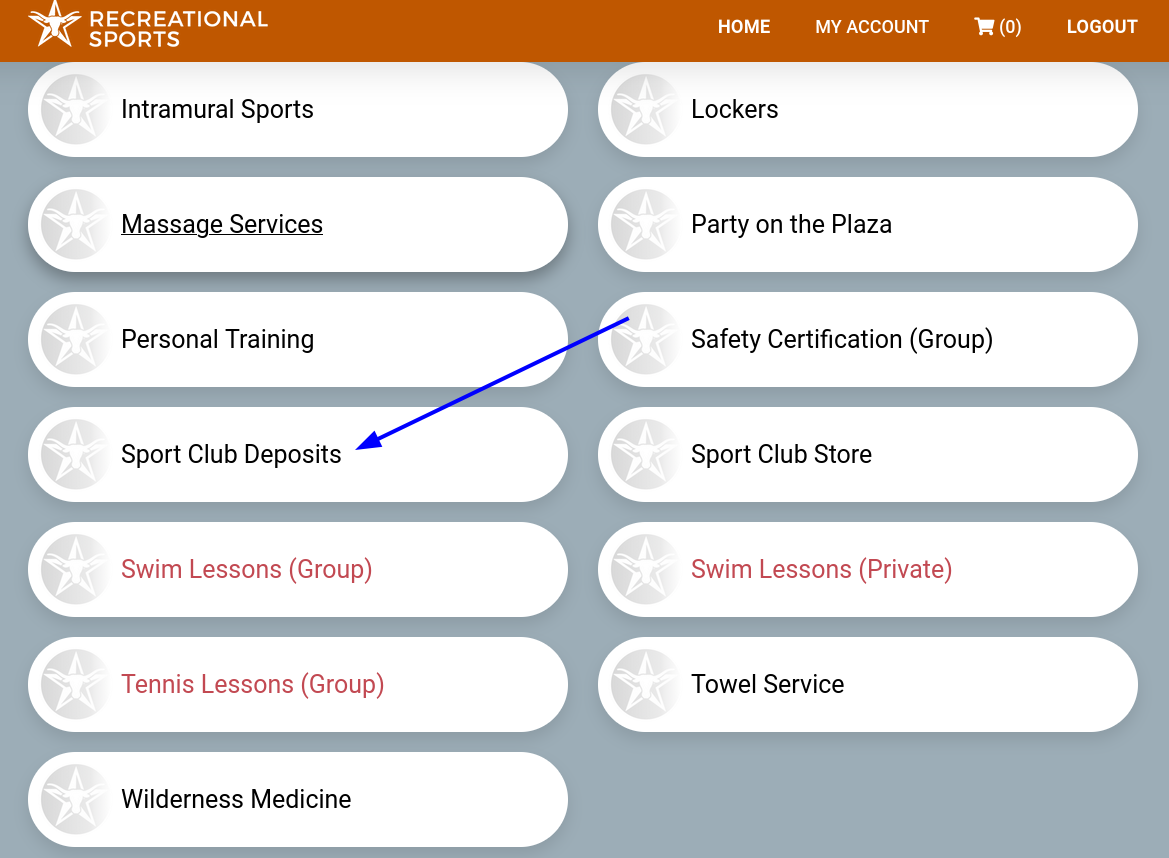 RECREATIONAL
SPORTS
HOME MY ACCOUNT (0) LOGOUT
Intramural Sports
Lockers
Massage Services
Party on the Plaza
Personal Training
Safety Certification (Group)
Sport Club Deposits
Sport Club Store
Swim Lessons (Group)
Swim Lessons (Private)
Tennis Lessons (Group)
Towel Service
Wilderness Medicine